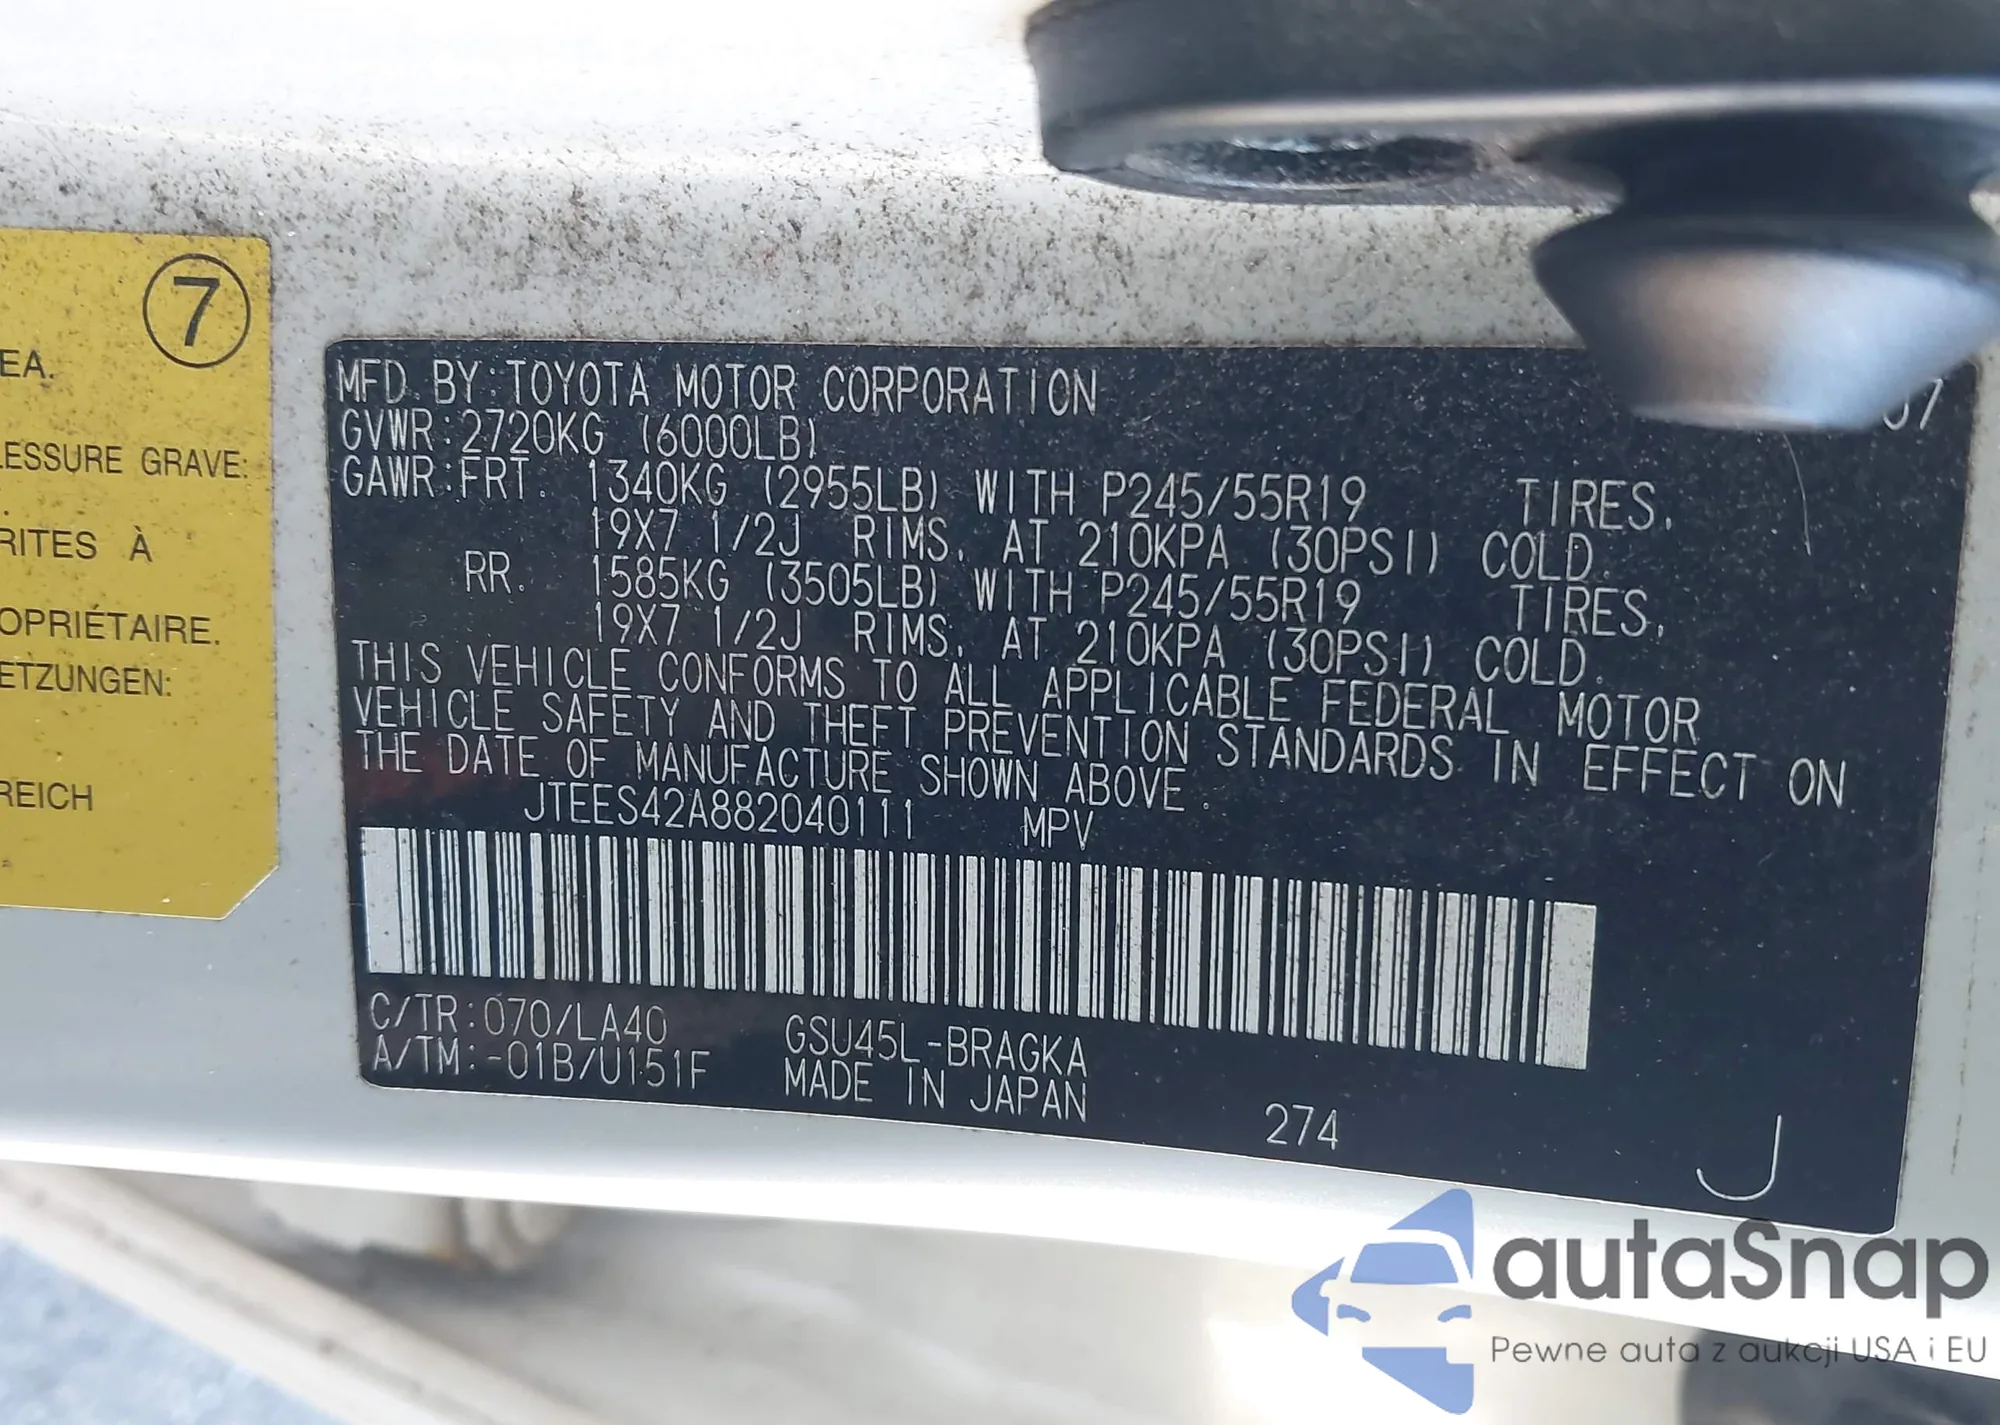 7
EA.
LESSURE GRAVE:
RITES À
OPRIÉTAIRE.
ETZUNGEN:
REICH
MFD. BY:TOYOTA MOTOR CORPORATION
07
GVWR:2720KG (6000LB)
GAWR:FRT. 1340KG (2955LB) WITH P245/55R19 TIRES,
19X7 1/2J RIMS, AT 210KPA (30PSI) COLD.
RR. 1585KG (3505LB) WITH P245/55R19 TIRES,
19X7 1/2J RIMS, AT 210KPA (30PSI) COLD.
THIS VEHICLE CONFORMS TO ALL APPLICABLE FEDERAL MOTOR
VEHICLE SAFETY AND THEFT PREVENTION STANDARDS IN EFFECT ON
THE DATE OF MANUFACTURE SHOWN ABOVE.
JTEES42A882040111 MPV
C/TR:070/LA40 GSU45L-BRAGKA
A/TM:-01B/U151F MADE IN JAPAN
274
J
autaSnap
Pewne auta z aukcji USA i EU